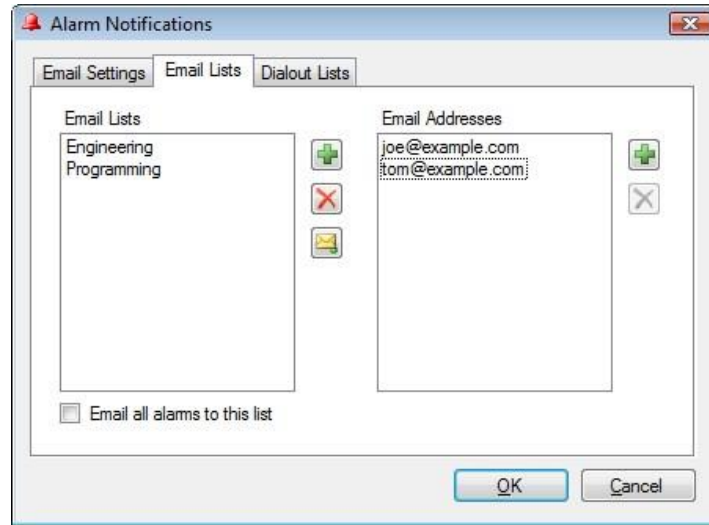 Alarm Notifications
Email Settings Email Lists Dialout Lists
Email Lists
Engineering
Programming
Email Addresses
joe@example.com
tom@example.com
Email all alarms to this list
OK Cancel